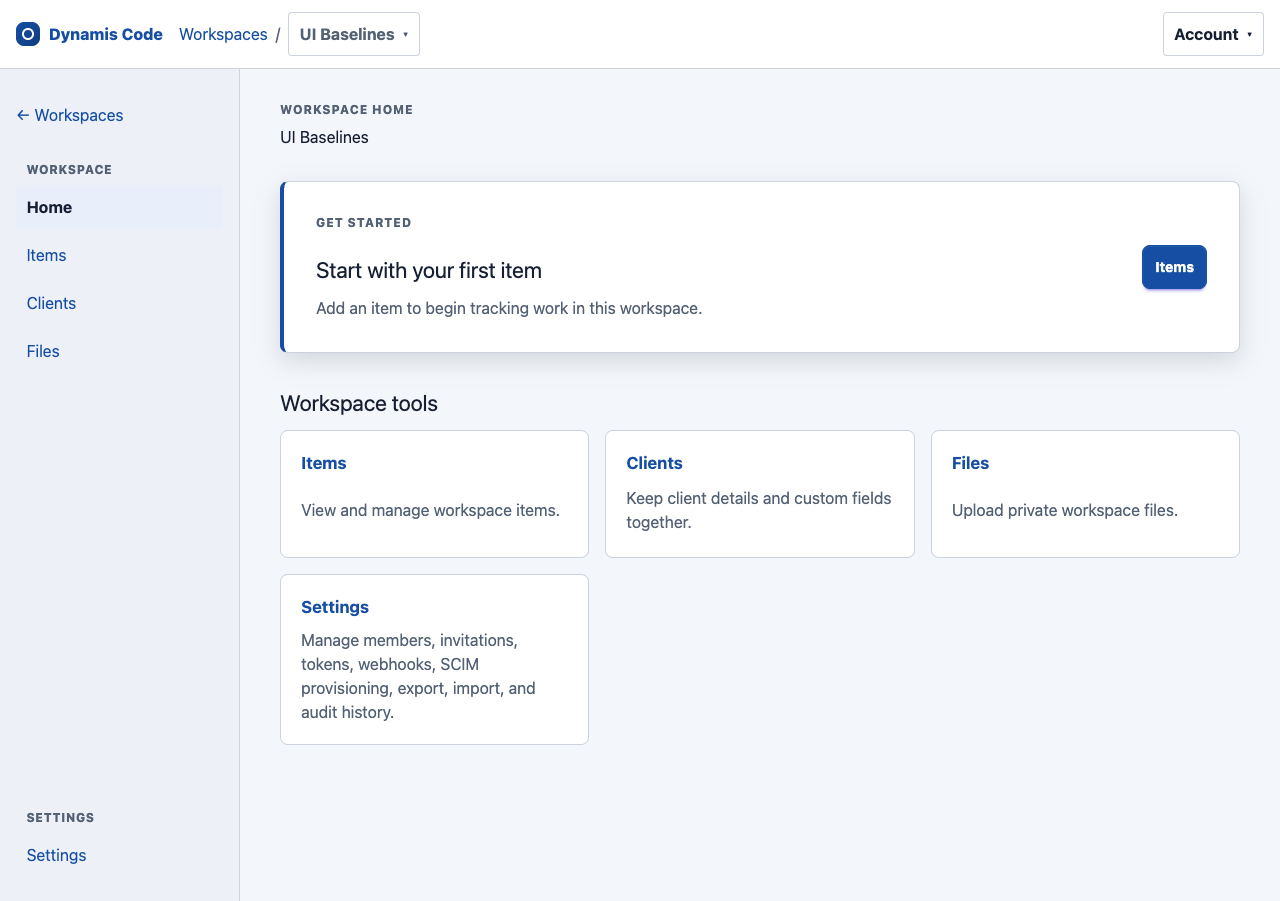 Dynamis Code Workspaces / UI Baselines ▾ Account ▾
← Workspaces
WORKSPACE
Home
Items
Clients
Files
SETTINGS
Settings
WORKSPACE HOME
UI Baselines
GET STARTED
Start with your first item
Add an item to begin tracking work in this workspace.
Items
Workspace tools
Items
View and manage workspace items.
Clients
Keep client details and custom fields
together.
Files
Upload private workspace files.
Settings
Manage members, invitations,
tokens, webhooks, SCIM
provisioning, export, import, and
audit history.